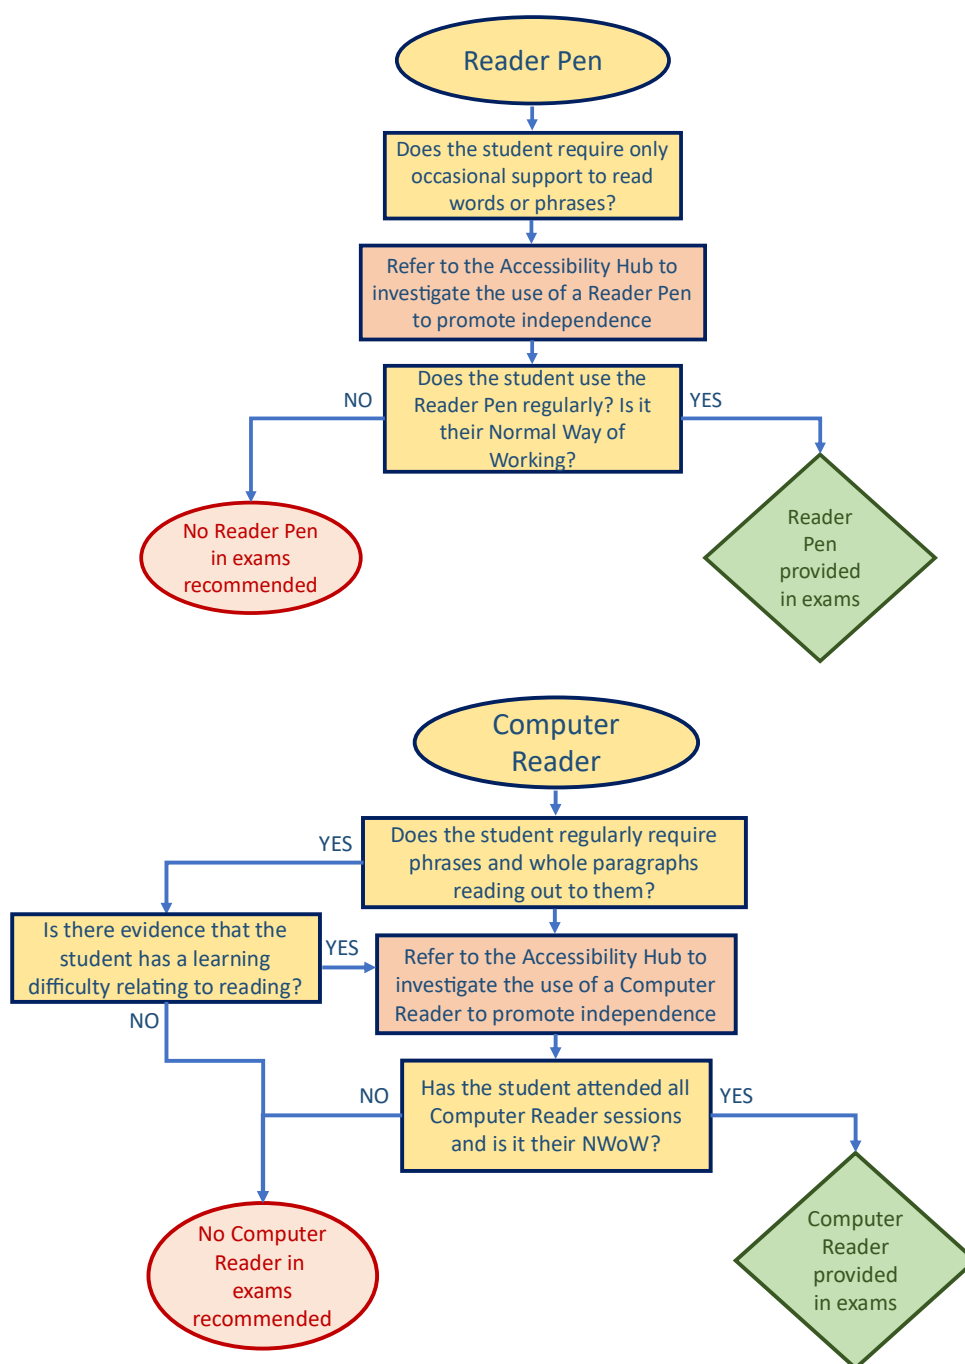 Reader Pen
Does the student require only
occasional support to read
words or phrases?
Refer to the Accessibility Hub to
investigate the use of a Reader Pen
to promote independence
Does the student use the
Reader Pen regularly? Is it
their Normal Way of
Working?
NO
YES
No Reader Pen
in exams
recommended
Reader
Pen
provided
in exams
Computer
Reader
Does the student regularly require
phrases and whole paragraphs
reading out to them?
YES
Is there evidence that the
student has a learning
difficulty relating to reading?
YES
NO
Refer to the Accessibility Hub to
investigate the use of a Computer
Reader to promote independence
Has the student attended all
Computer Reader sessions
and is it their NWoW?
NO
YES
No Computer
Reader in
exams
recommended
Computer
Reader
provided
in exams